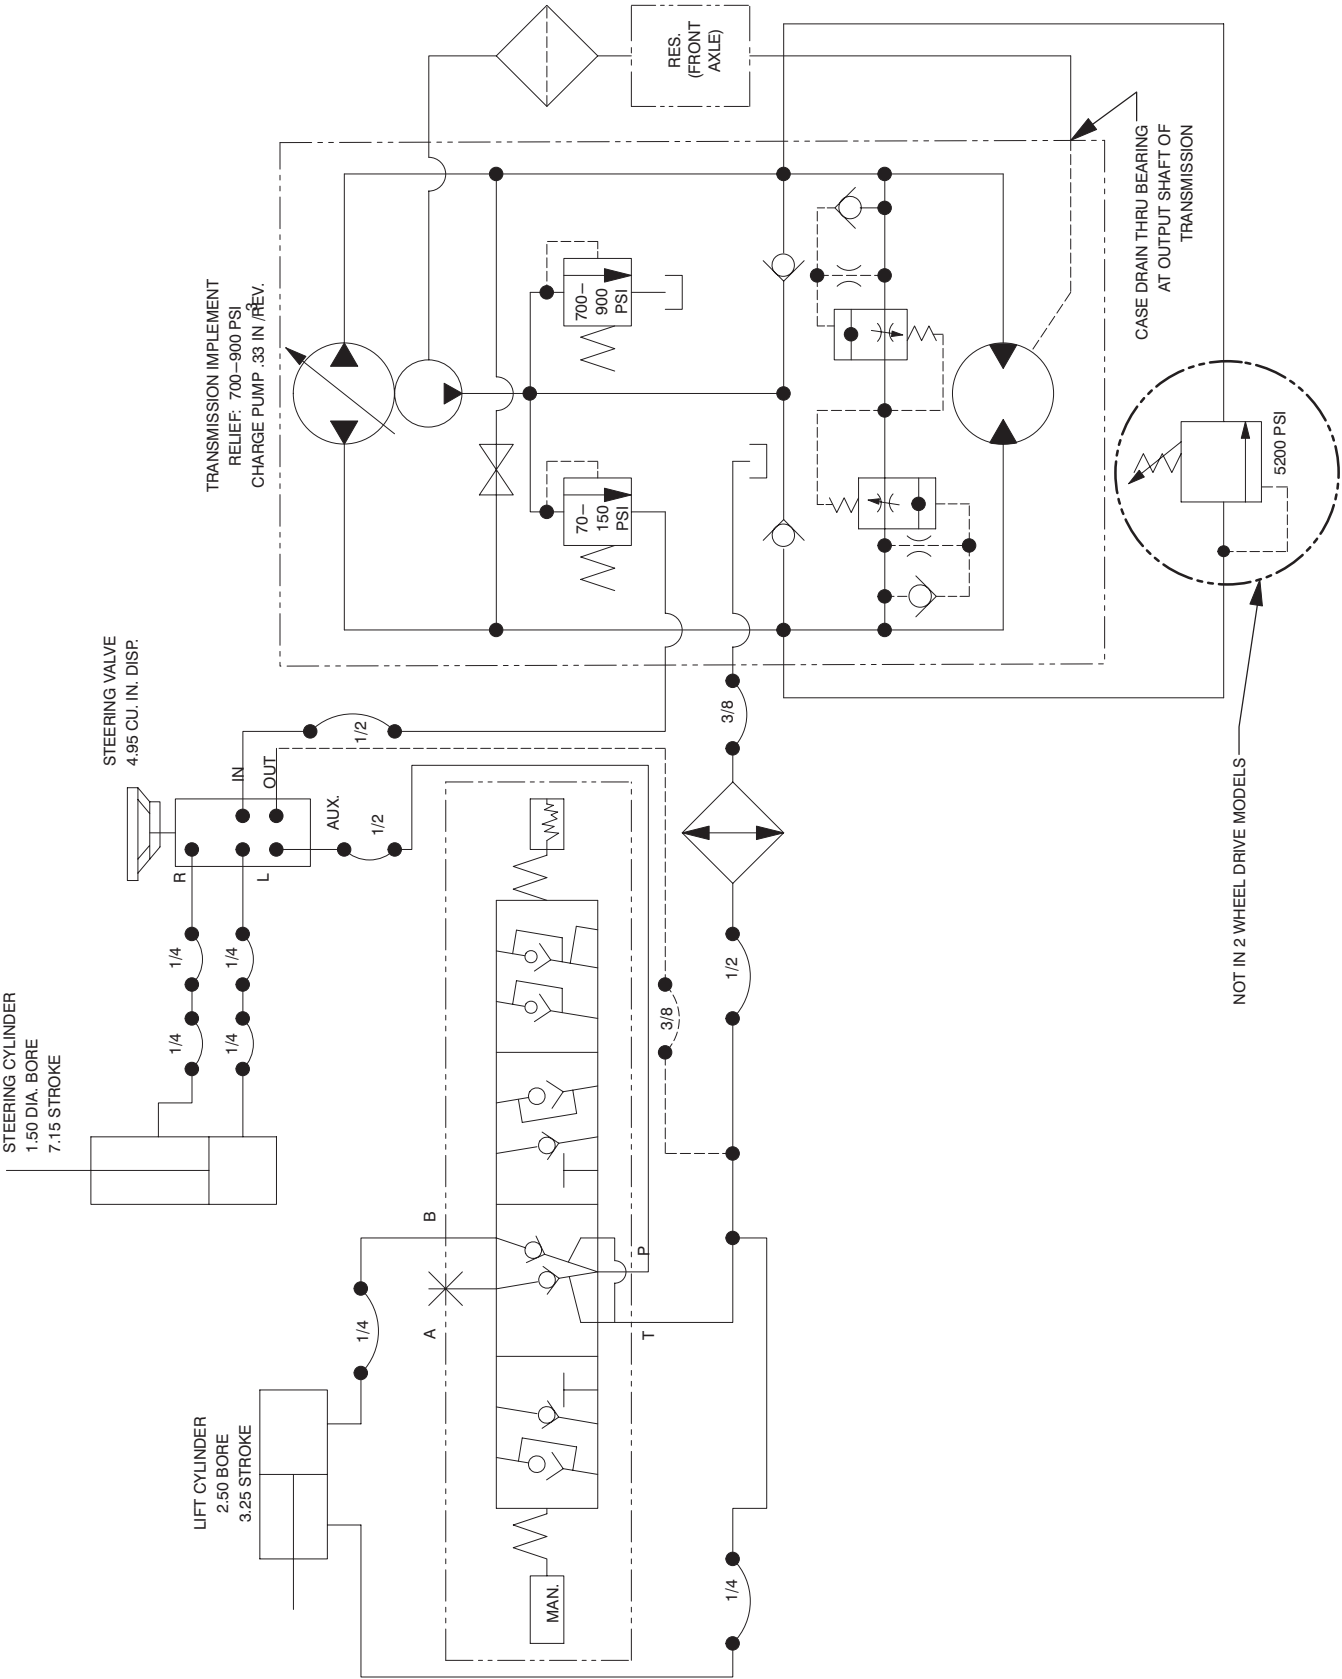 STEERING CYLINDER
1.50 DIA. BORE
7.15 STROKE
LIFT CYLINDER
2.50 BORE
3.25 STROKE
STEERING VALVE
4.95 CU. IN. DISP.
TRANSMISSION IMPLEMENT
RELIEF: 700–900 PSI
CHARGE PUMP .33 IN³/REV.
RES.
(FRONT
AXLE)
1/4
1/4
1/4
1/4
R
L
IN
OUT
AUX.
1/2
1/2
1/4
A
B
MAN.
T
P
3/8
1/4
1/2
3/8
70–
150
PSI
700–
900
PSI
CASE DRAIN THRU BEARING
AT OUTPUT SHAFT OF
TRANSMISSION
5200 PSI
NOT IN 2 WHEEL DRIVE MODELS